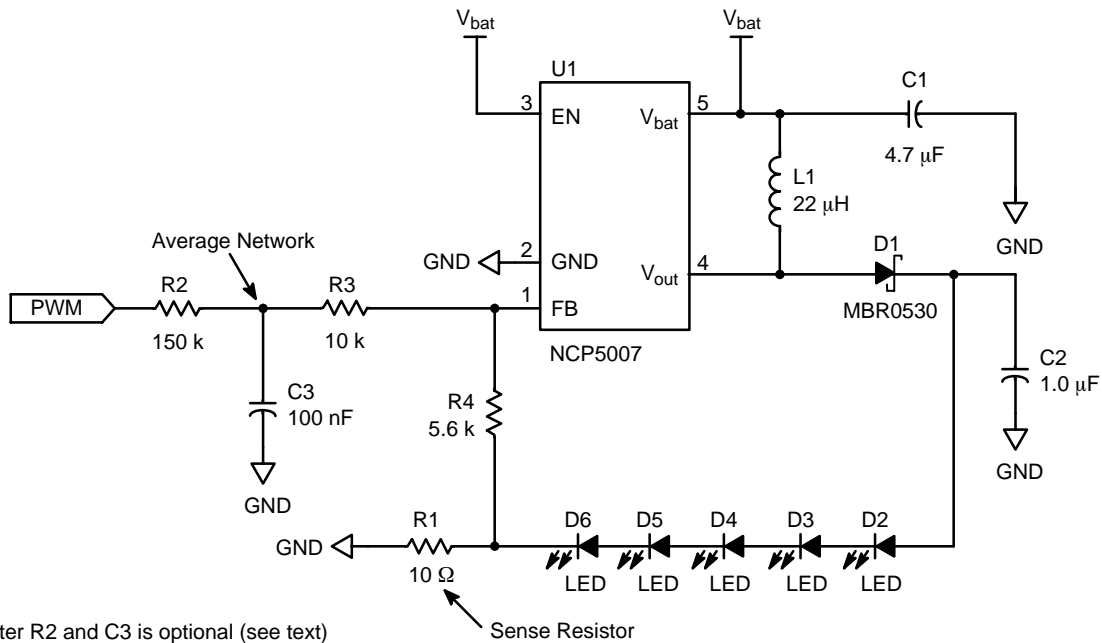 Vbat
Vbat
U1
C1
3
EN
Vbat
5
4.7 μF
L1
22 μH
GND
Average Network
GND
2
GND
D1
R2
R3
1
FB
Vout
4
PWM
MBR0530
150 k
10 k
NCP5007
C2
1.0 μF
C3
100 nF
R4
5.6 k
GND
GND
R1
D6
D5
D4
D3
D2
GND
10 Ω
LED
LED
LED
LED
LED
ter R2 and C3 is optional (see text)
Sense Resistor